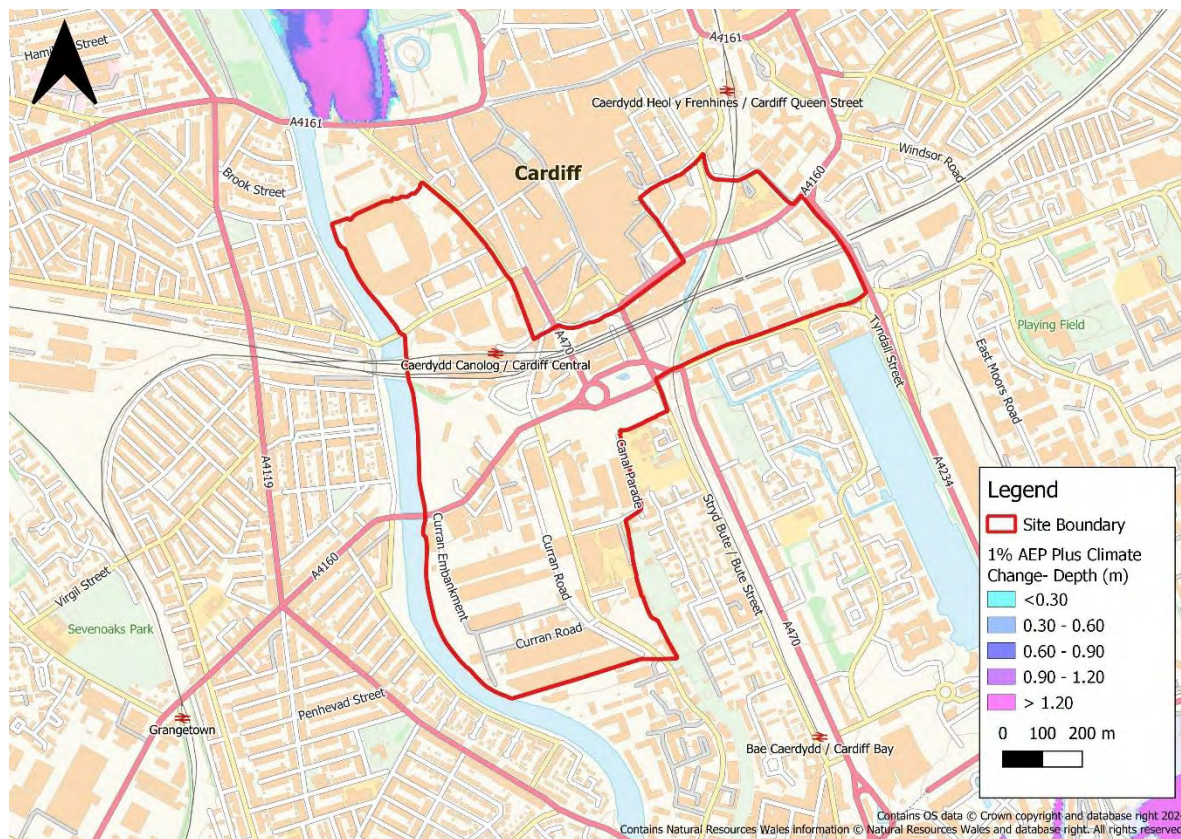 Hami
Street
A4161
A4161
Caerdydd Heol y Frenhines / Cardiff Queen Street
Windsor Road
Brook Street
Cardiff
A4160
Playing Field
East Moors Road
Tyndall Street
Caerdydd Canolog / Cardiff Central
A470
A4119
Canal Parade
A4234
Virgil Street
A4160
Curran Embankment
Curran Road
Stryd Bute / Bute Street
Sevenoaks Park
Curran Road
A470
Penhevad Street
Grangetown
Bae Caerdydd / Cardiff Bay
Legend
Site Boundary
1% AEP Plus Climate
Change- Depth (m)
<0.30
0.30 - 0.60
0.60 - 0.90
0.90 - 1.20
> 1.20
0 100 200 m
Contains OS data © Crown copyright and database right 202
Contains Natural Resources Wales information © Natural Resources Wales and database right. All rights reserved